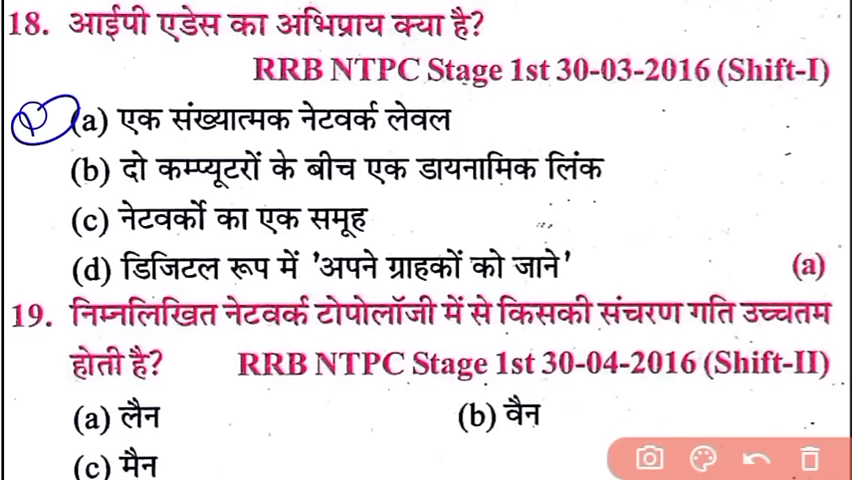 18. आईपी एडेस का अभिप्राय क्या है?
RRB NTPC Stage 1st 30-03-2016 (Shift-I)
(a) एक संख्यात्मक नेटवर्क लेवल
(b) दो कम्प्यूटरों के बीच एक डायनामिक लिंक
(c) नेटवर्को का एक समूह
(d) डिजिटल रूप में 'अपने ग्राहकों को जाने' (a)
19. निम्नलिखित नेटवर्क टोपोलॉजी में से किसकी संचरण गति उच्चतम
होती है? RRB NTPC Stage 1st 30-04-2016 (Shift-II)
(a) लैन (b) वैन
(c) मैन